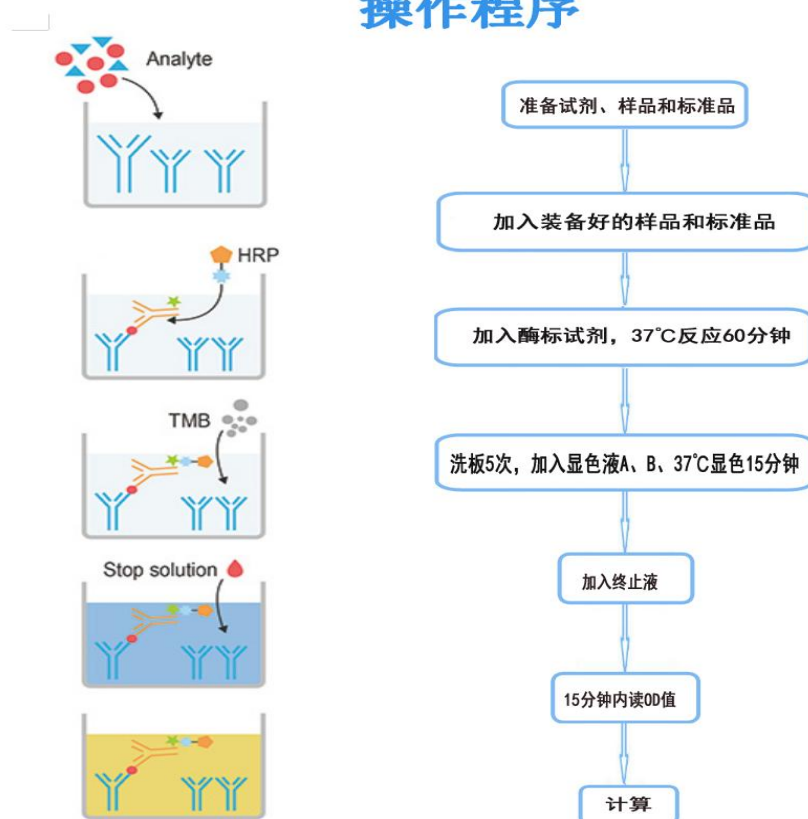 操作程序
Analyte
HRP
TMB
Stop solution
准备试剂、样品和标准品
加入装备好的样品和标准品
加入酶标试剂，37℃反应60分钟
洗板5次，加入显色液A、B、37℃显色15分钟
加入终止液
15分钟内读OD值
计算